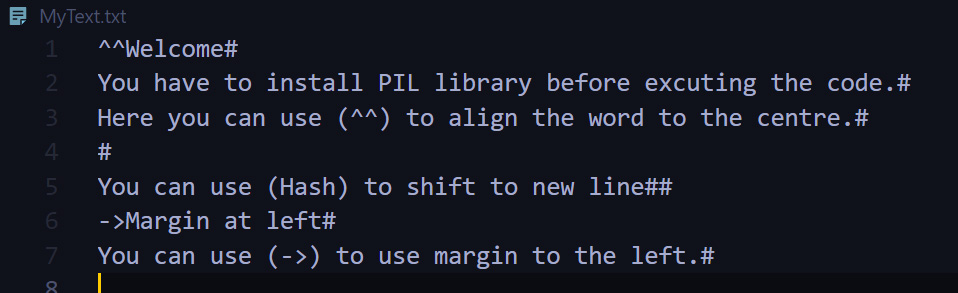 MyText.txt
1 ^^Welcome#
2 You have to install PIL library before excuting the code.#
3 Here you can use (^^) to align the word to the centre.#
4 #
5 You can use (Hash) to shift to new line##
6 ->Margin at left#
7 You can use (->) to use margin to the left.#
8